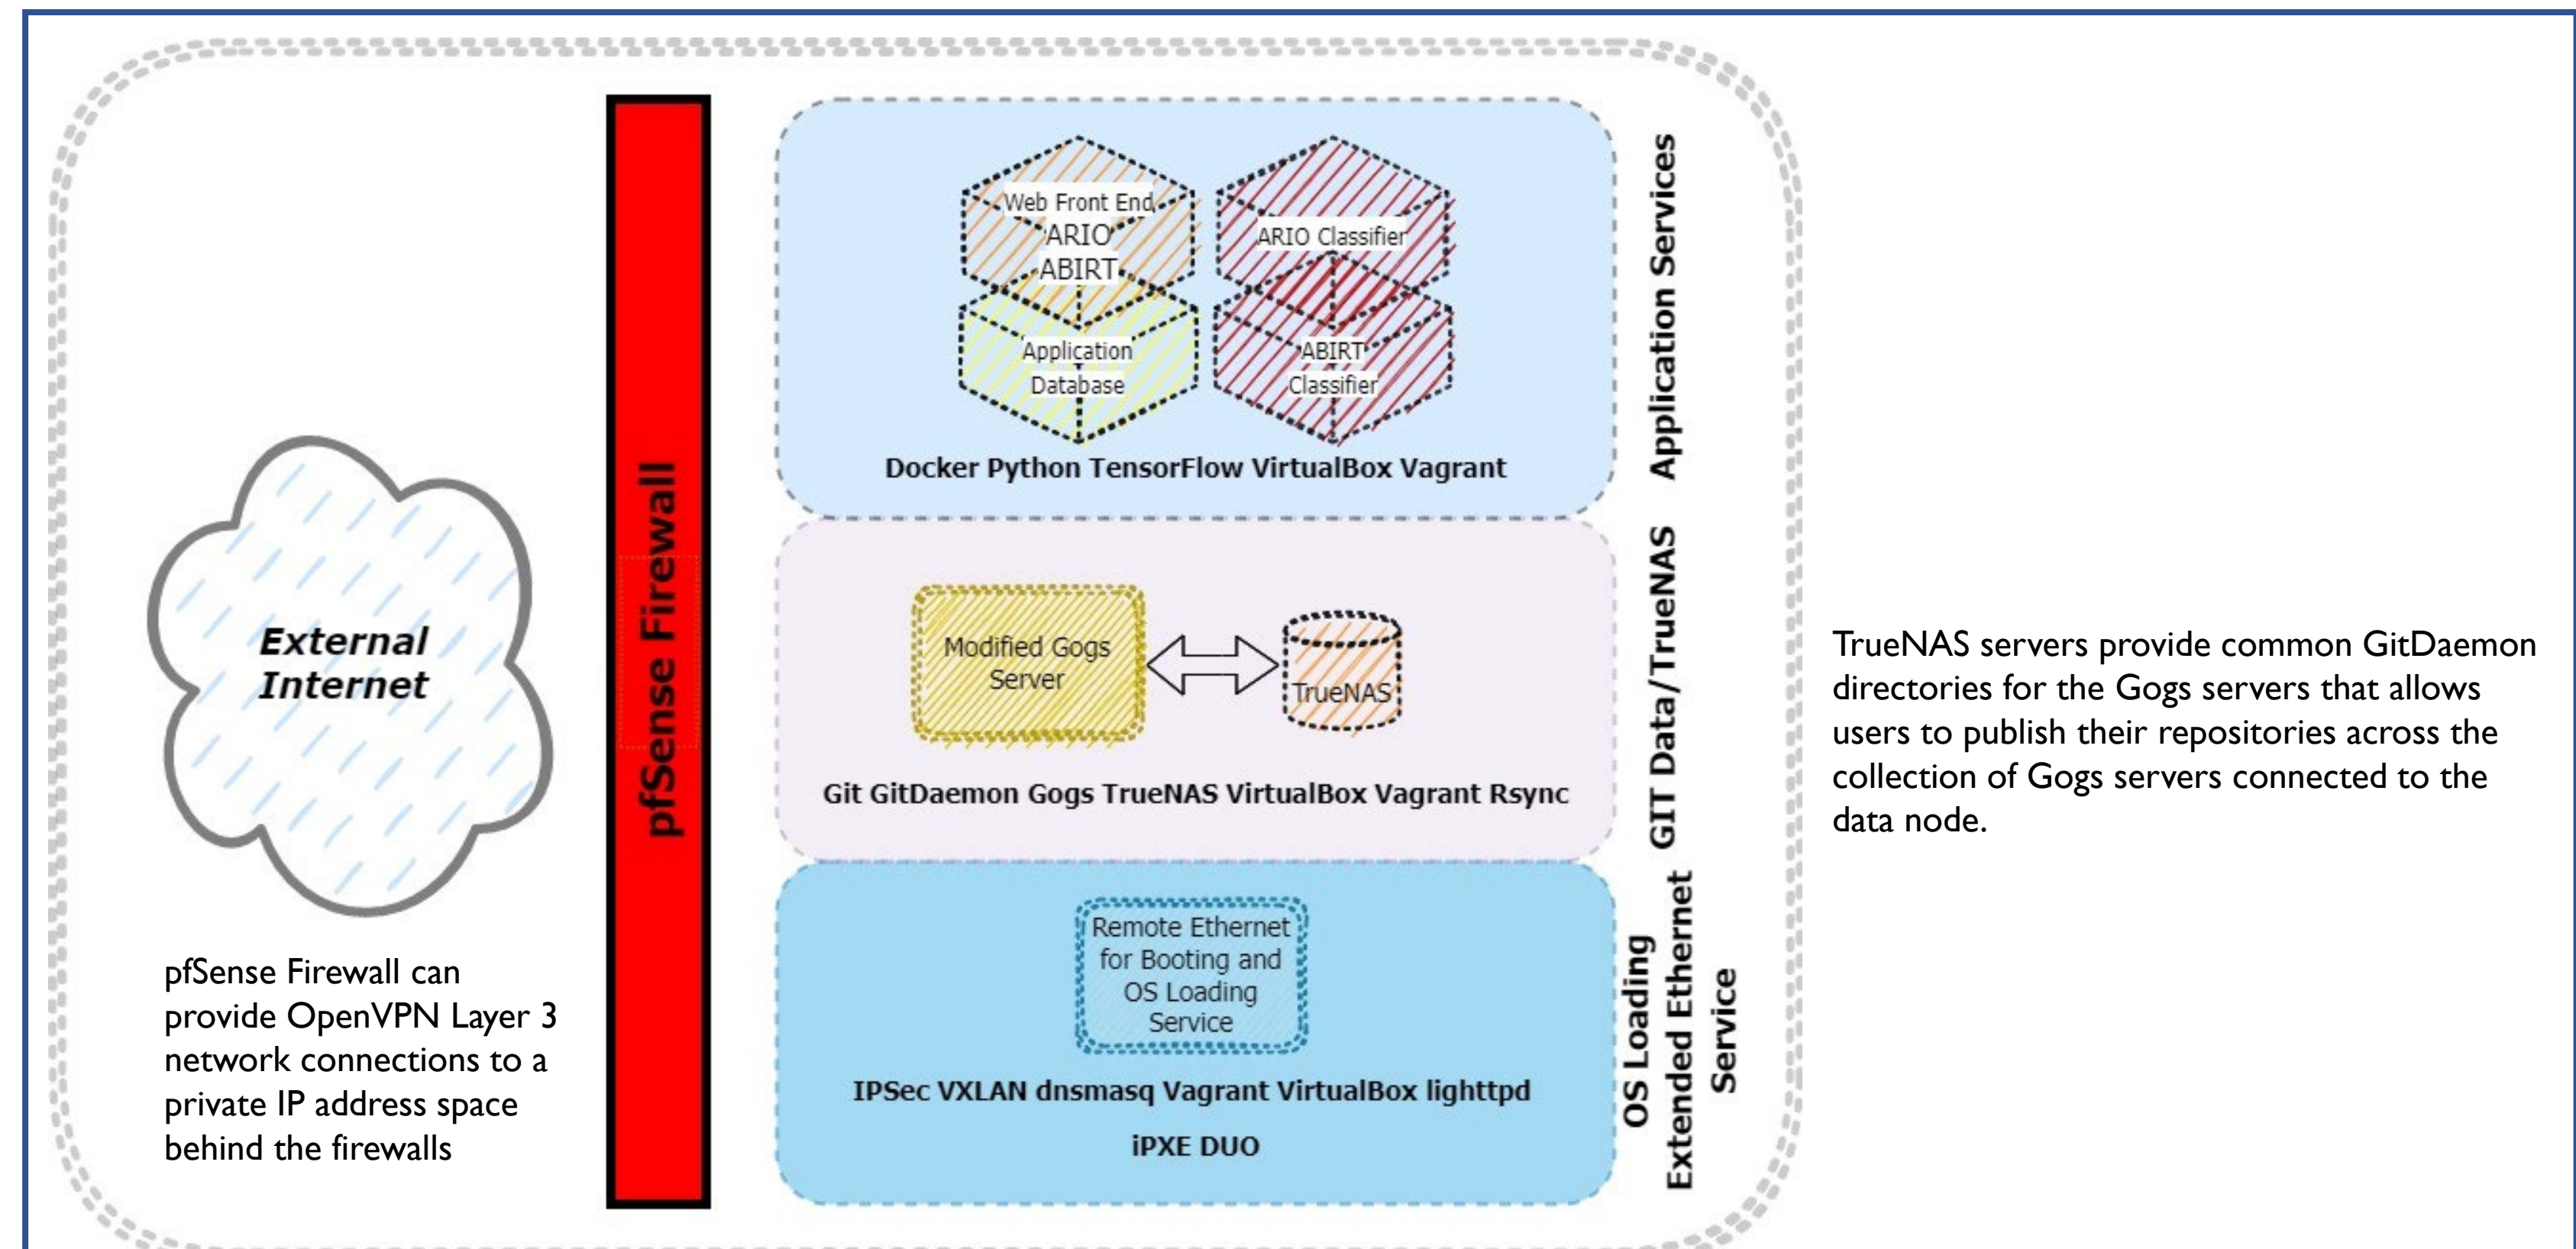 External
Internet
pfSense Firewall can
provide OpenVPN Layer 3
network connections to a
private IP address space
behind the firewalls
pfSense Firewall
Web Front End
ARIO
ABIRT
ARIO Classifier
Application
Database
ABIRT
Classifier
Docker Python TensorFlow VirtualBox Vagrant
Application Services
Modified Gogs
Server
TrueNAS
Git GitDaemon Gogs TrueNAS VirtualBox Vagrant Rsync
GIT Data/TrueNAS
Remote Ethernet
for Booting and
OS Loading
Service
IPSec VXLAN dnsmasq Vagrant VirtualBox lighttpd
iPXE DUO
OS Loading
Extended Ethernet
Service
TrueNAS servers provide common GitDaemon
directories for the Gogs servers that allows
users to publish their repositories across the
collection of Gogs servers connected to the
data node.